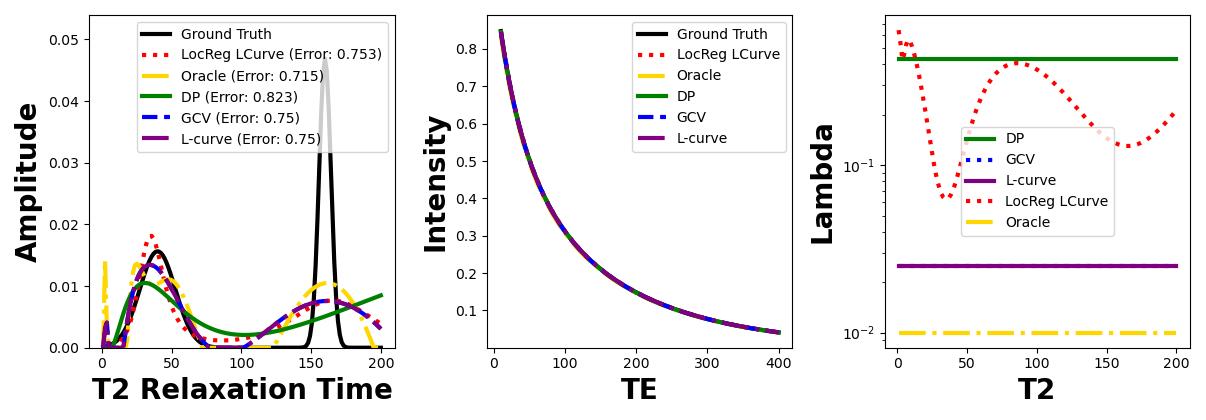 0.05
0.04
0.03
0.02
0.01
0.00
0
50
100
150
200
Amplitude
T2 Relaxation Time
Ground Truth
LocReg LCurve (Error: 0.753)
Oracle (Error: 0.715)
DP (Error: 0.823)
GCV (Error: 0.75)
L-curve (Error: 0.75)
0.8
0.7
0.6
0.5
0.4
0.3
0.2
0.1
0
100
200
300
400
Intensity
TE
Ground Truth
LocReg LCurve
Oracle
DP
GCV
L-curve
10⁻¹
10⁻²
0
50
100
150
200
Lambda
T2
DP
GCV
L-curve
LocReg LCurve
Oracle